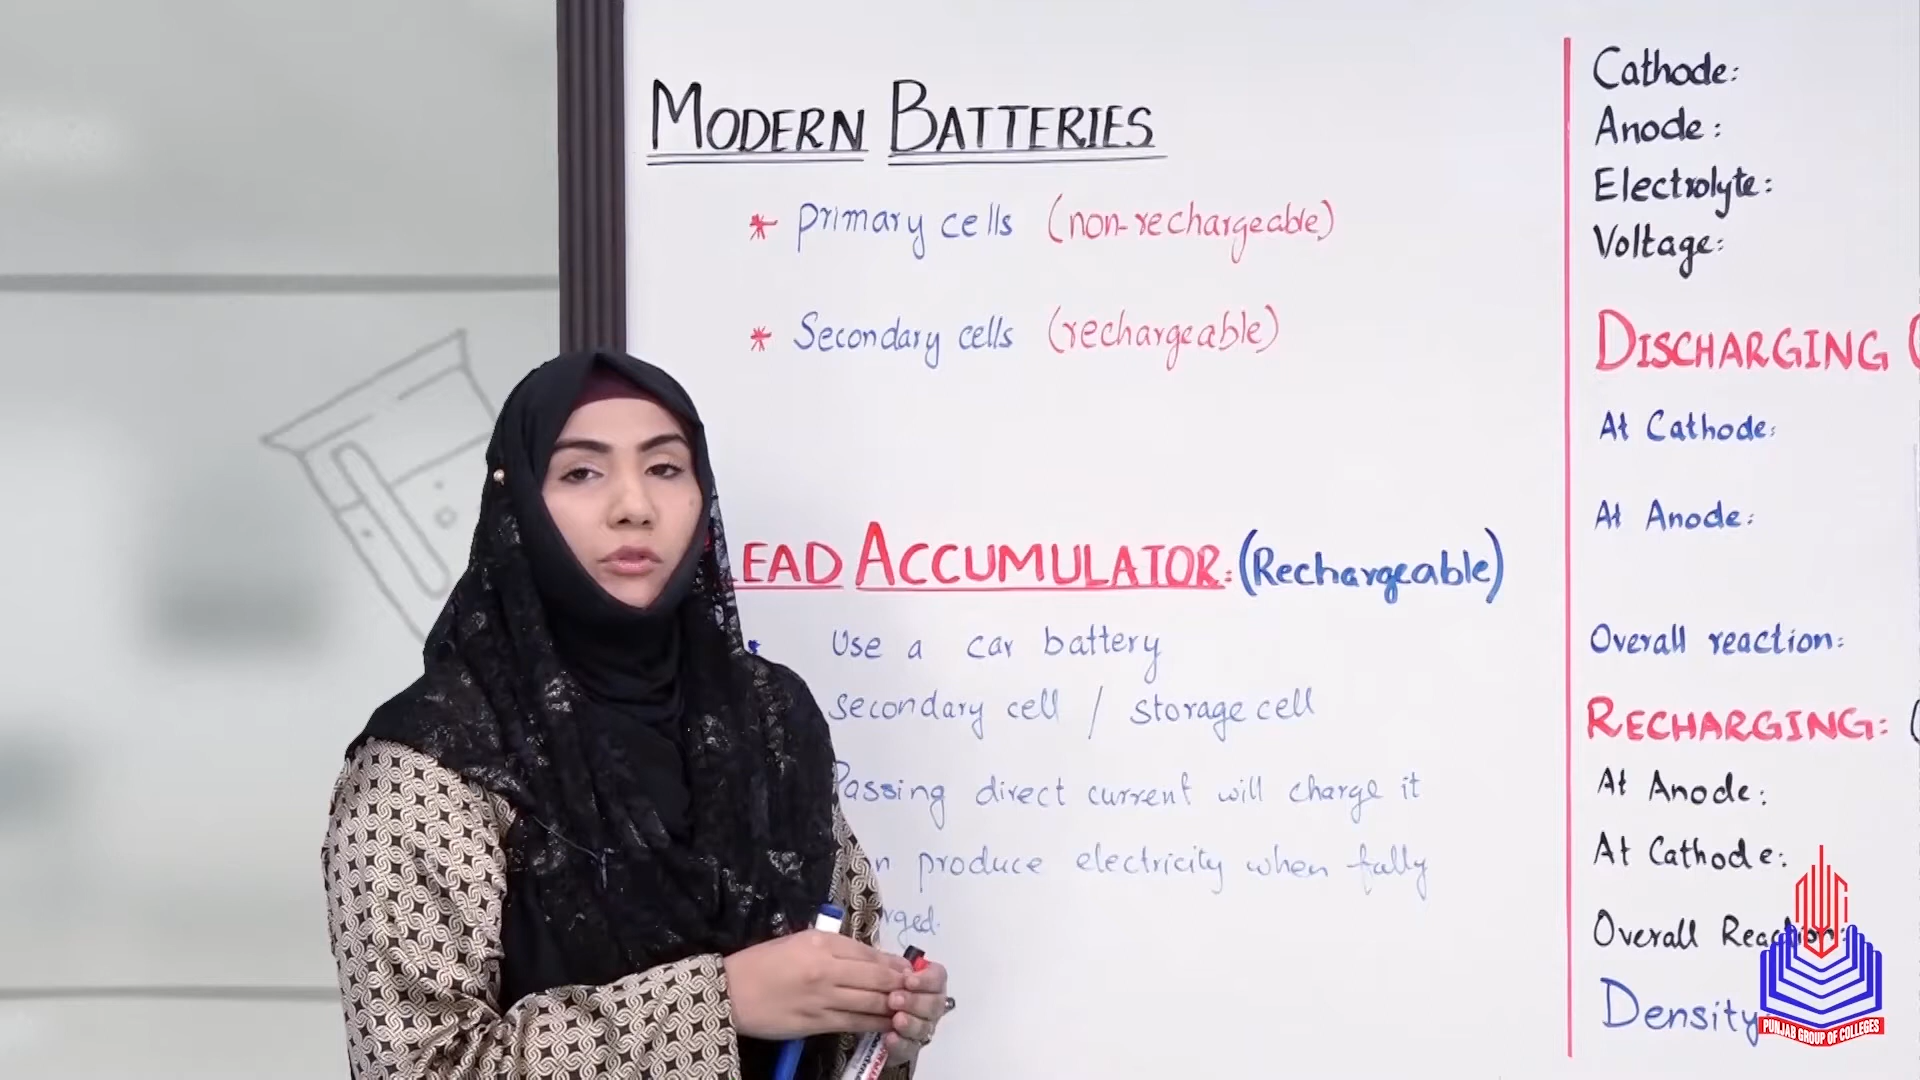 MODERN BATTERIES
* Primary cells (non-rechargeable)
* Secondary cells (rechargeable)
LEAD ACCUMULATOR: (Rechargeable)
Use a car battery
Secondary cell / storage cell
Passing direct current will charge it
produce electricity when fully
Cathode:
Anode:
Electrolyte:
Voltage:
DISCHARGING (
At Cathode:
At Anode:
Overall reaction:
RECHARGING: (
At Anode:
At Cathode:
Overall Reaction:
Density
PUNJAB GROUP OF COLLEGES